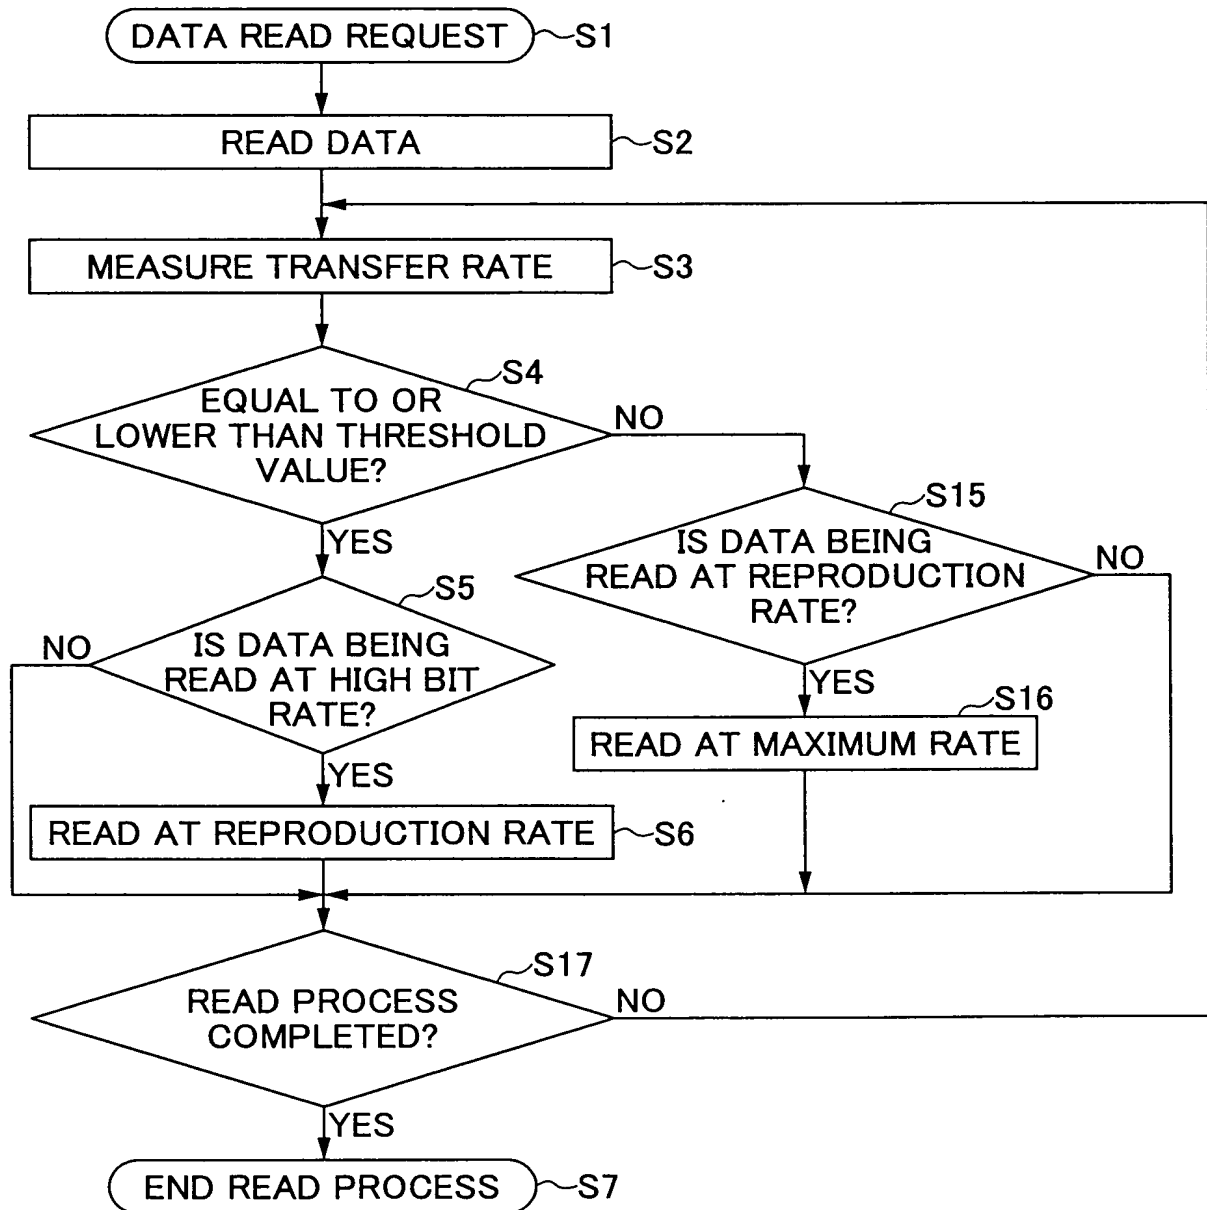 DATA READ REQUEST
S1
READ DATA
S2
MEASURE TRANSFER RATE
S3
S4
EQUAL TO OR
LOWER THAN THRESHOLD
VALUE?
NO
YES
S15
IS DATA BEING
READ AT REPRODUCTION
RATE?
NO
YES
S5
IS DATA BEING
READ AT HIGH BIT
RATE?
NO
YES
S16
READ AT MAXIMUM RATE
READ AT REPRODUCTION RATE
S6
S17
READ PROCESS
COMPLETED?
NO
YES
END READ PROCESS
S7